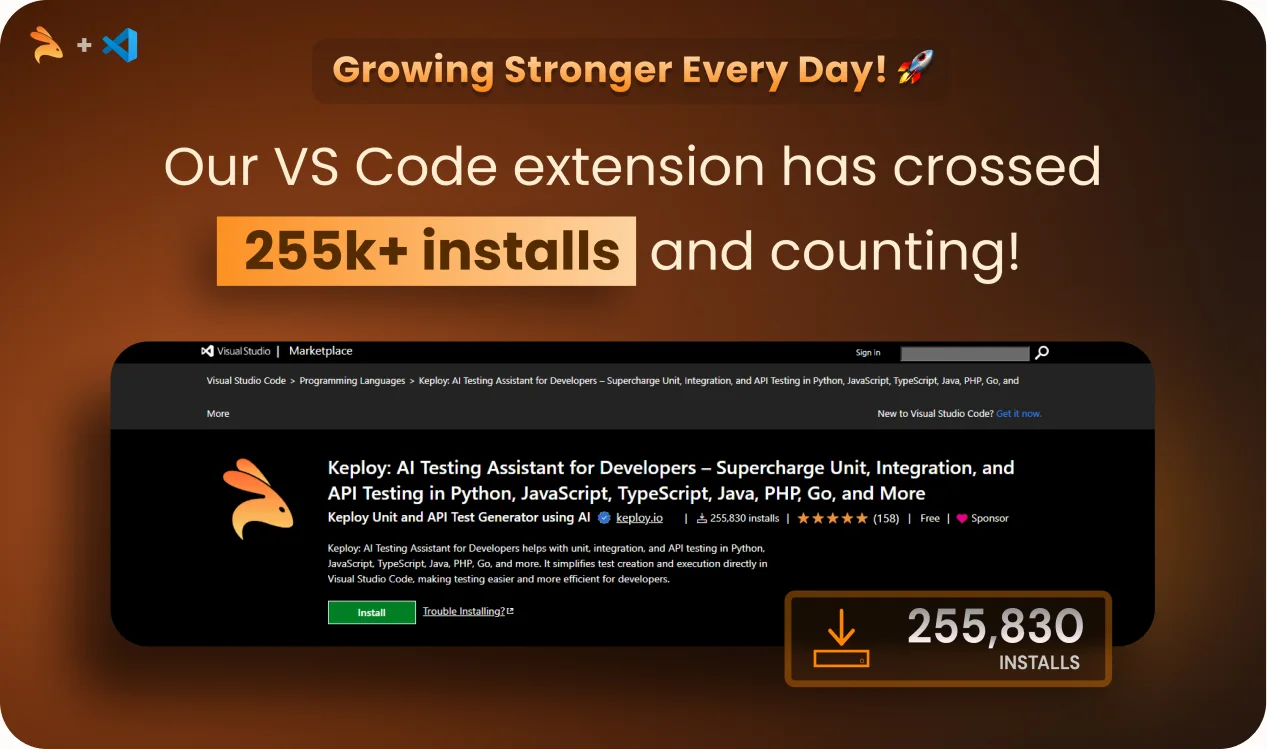 +
Growing Stronger Every Day! 🚀
Our VS Code extension has crossed
255k+ installs and counting!
Visual Studio | Marketplace
Sign in
Visual Studio Code > Programming Languages > Keploy: AI Testing Assistant for Developers – Supercharge Unit, Integration, and API Testing in Python, JavaScript, TypeScript, Java, PHP, Go, and
More
New to Visual Studio Code? Get it now.
Keploy: AI Testing Assistant for Developers – Supercharge Unit, Integration, and
API Testing in Python, JavaScript, TypeScript, Java, PHP, Go, and More
Keploy Unit and API Test Generator using AI keploy.io | 255,830 installs | ★★★★★ (158) | Free | Sponsor
Keploy: AI Testing Assistant for Developers helps with unit, integration, and API testing in Python,
JavaScript, TypeScript, Java, PHP, Go, and more. It simplifies test creation and execution directly in
Visual Studio Code, making testing easier and more efficient for developers.
Install
Trouble Installing?
255,830
INSTALLS